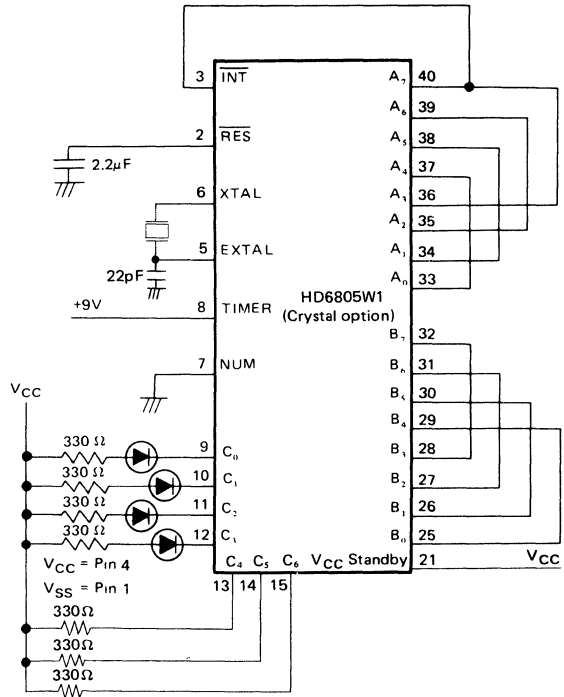 3 INT A₇ 40
A₆ 39
2 RES A₅ 38
2.2μF
A₄ 37
6 XTAL A₃ 36
A₂ 35
5 EXTAL A₁ 34
22pF
A₀ 33
HD6805W1
(Crystal option)
+9V 8 TIMER
B₇ 32
7 NUM B₆ 31
B₅ 30
B₄ 29
VCC
330 Ω 9 C₀ B₃ 28
330 Ω 10 C₁ B₂ 27
330 Ω 11 C₂ B₁ 26
330 Ω 12 C₃ B₀ 25
C₄ C₅ C₆ VCC Standby 21 VCC
VCC = Pin 4
VSS = Pin 1
13 14 15
330Ω
330Ω
330Ω